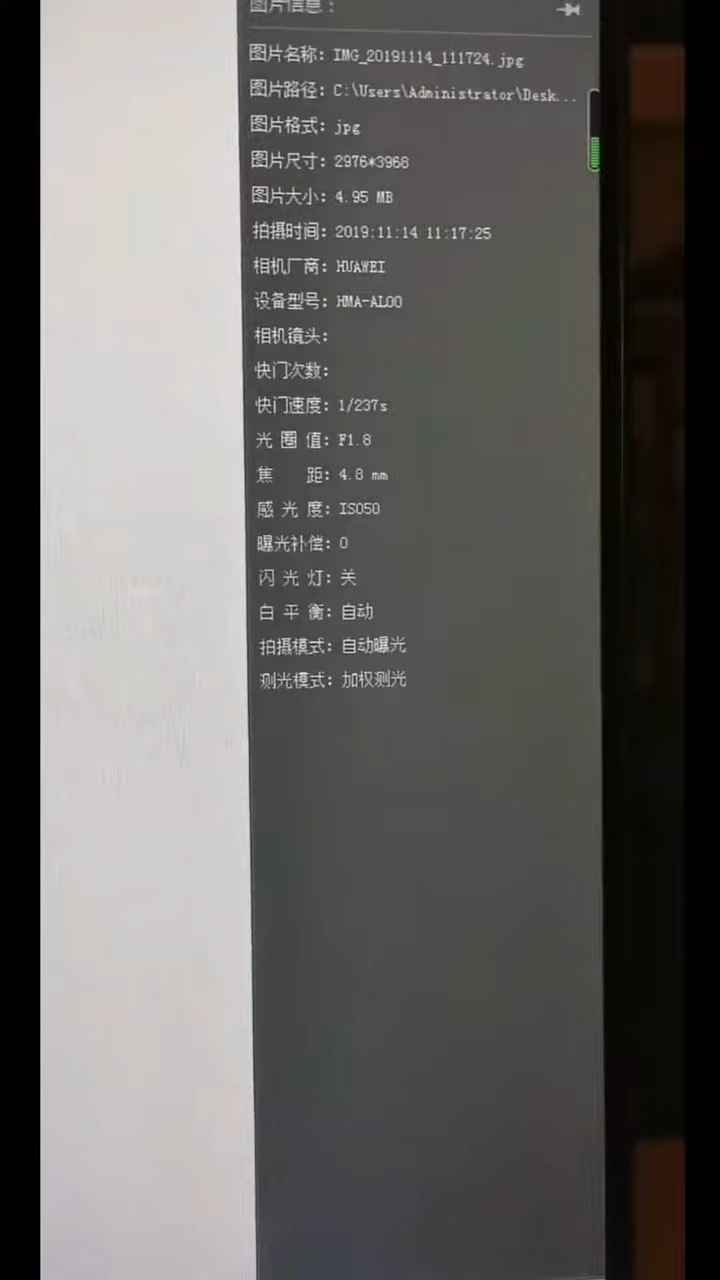 图片信息：
图片名称：IMG_20191114_111724.jpg
图片路径：C:\Users\Administrator\Desk...
图片格式：jpg
图片尺寸：2976*3968
图片大小：4.95 MB
拍摄时间：2019:11:14 11:17:25
相机厂商：HUAWEI
设备型号：HMA-AL00
相机镜头：
快门次数：
快门速度：1/237s
光 圈 值：F1.8
焦　　距：4.8 mm
感 光 度：ISO50
曝光补偿：0
闪 光 灯：关
白 平 衡：自动
拍摄模式：自动曝光
测光模式：加权测光